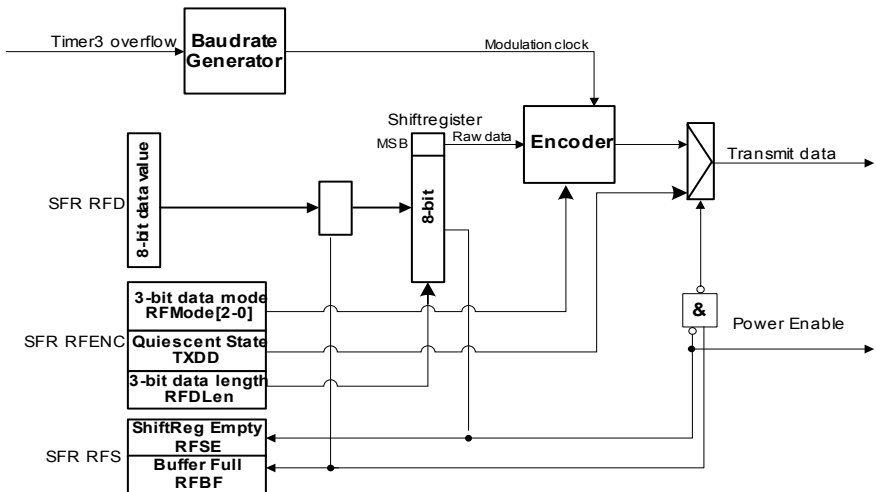 Timer3 overflow
Baudrate
Generator
Modulation clock
Shiftregister
MSB
Raw data
Encoder
Transmit data
SFR RFD
8-bit data value
8-bit
3-bit data mode
RFMode[2-0]
SFR RFENC
Quiescent State
TXDD
3-bit data length
RFDLen
&
Power Enable
SFR RFS
ShiftReg Empty
RFSE
Buffer Full
RFBF